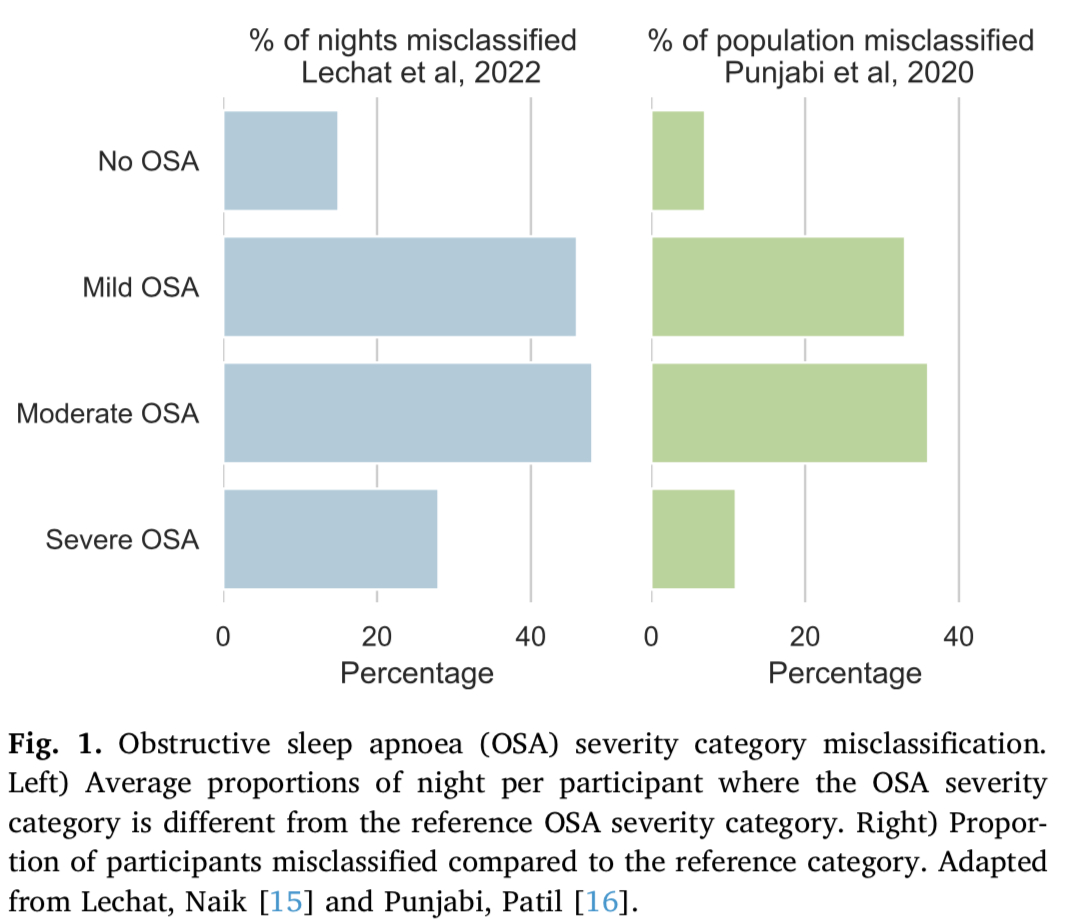 % of nights misclassified
Lechat et al, 2022
% of population misclassified
Punjabi et al, 2020
No OSA
Mild OSA
Moderate OSA
Severe OSA
0 20 40
Percentage
0 20 40
Percentage
Fig. 1. Obstructive sleep apnoea (OSA) severity category misclassification.
Left) Average proportions of night per participant where the OSA severity
category is different from the reference OSA severity category. Right) Propor-
tion of participants misclassified compared to the reference category. Adapted
from Lechat, Naik [15] and Punjabi, Patil [16].